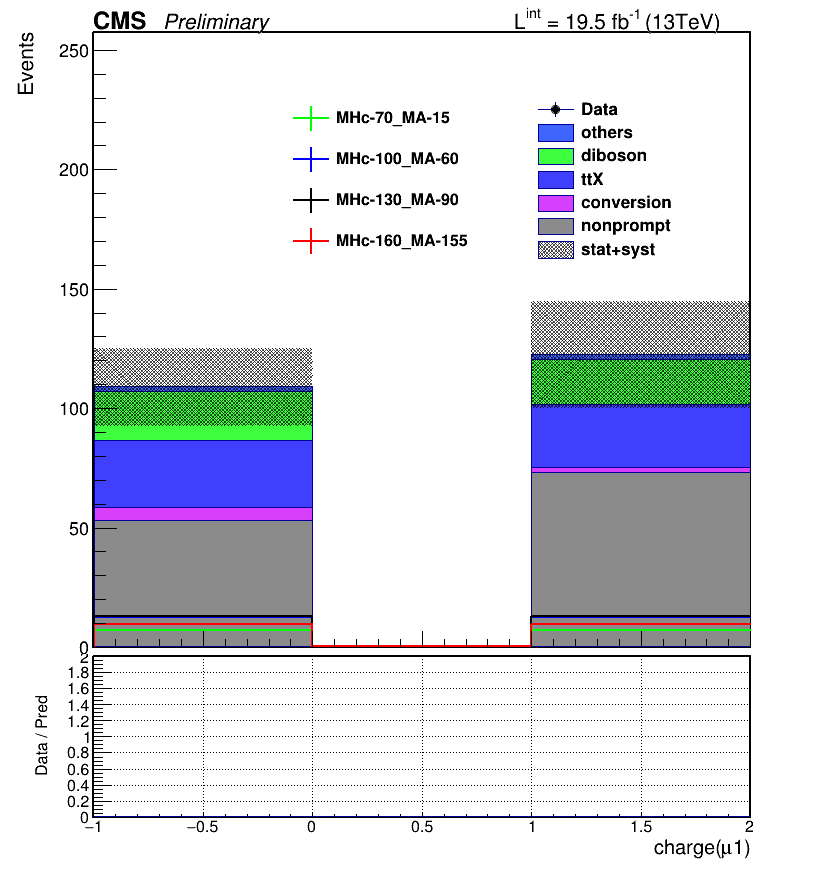 CMS Preliminary L^int = 19.5 fb^-1 (13TeV)
Events
250
200
150
100
50
0
MHc-70_MA-15
MHc-100_MA-60
MHc-130_MA-90
MHc-160_MA-155
Data
others
diboson
ttX
conversion
nonprompt
stat+syst
Data / Pred
2
1.8
1.6
1.4
1.2
1
0.8
0.6
0.4
0.2
0
−1 −0.5 0 0.5 1 1.5 2
charge(μ1)